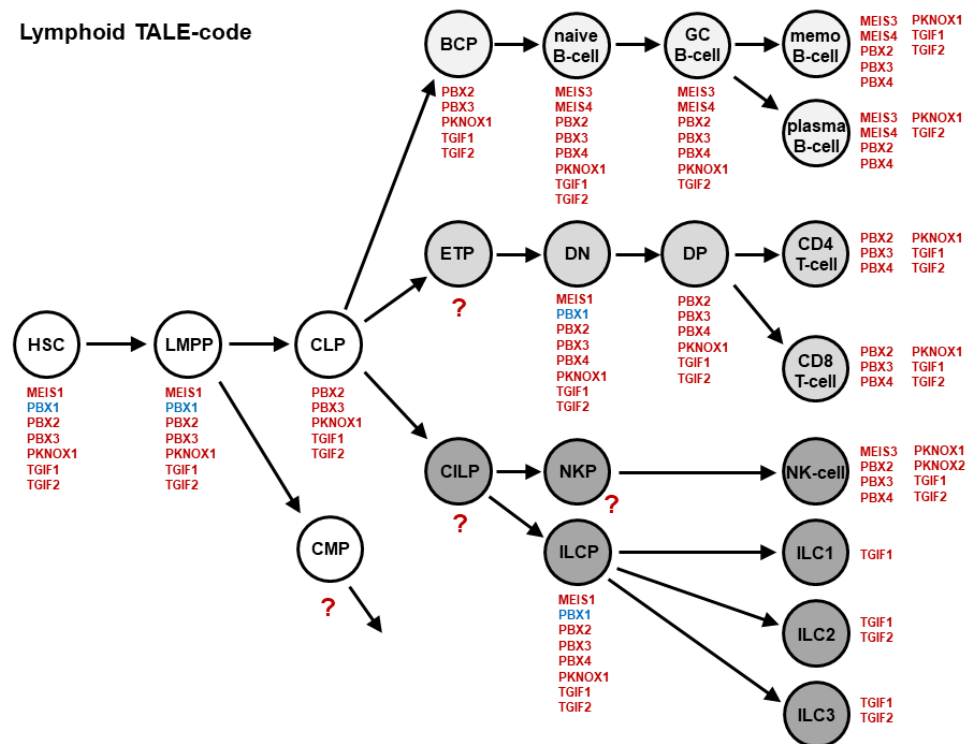 Lymphoid TALE-code
BCP
PBX2
PBX3
PKNOX1
TGIF1
TGIF2
naive
B-cell
MEIS3
MEIS4
PBX2
PBX3
PBX4
PKNOX1
TGIF1
TGIF2
GC
B-cell
MEIS3
MEIS4
PBX2
PBX3
PBX4
PKNOX1
TGIF2
memo
B-cell
MEIS3 PKNOX1
MEIS4 TGIF1
PBX2 TGIF2
PBX3
PBX4
plasma
B-cell
MEIS3 PKNOX1
MEIS4 TGIF2
PBX2
PBX4
ETP
?
DN
MEIS1
PBX1
PBX2
PBX3
PBX4
PKNOX1
TGIF1
TGIF2
DP
PBX2
PBX3
PBX4
PKNOX1
TGIF1
TGIF2
CD4
T-cell
PBX2 PKNOX1
PBX3 TGIF1
PBX4 TGIF2
CD8
T-cell
PBX2 PKNOX1
PBX3 TGIF1
PBX4 TGIF2
HSC
MEIS1
PBX1
PBX2
PBX3
PKNOX1
TGIF1
TGIF2
LMPP
MEIS1
PBX1
PBX2
PBX3
PKNOX1
TGIF1
TGIF2
CLP
PBX2
PBX3
PKNOX1
TGIF1
TGIF2
CILP
?
NKP
?
NK-cell
MEIS3 PKNOX1
PBX2 PKNOX2
PBX3 TGIF1
PBX4 TGIF2
CMP
?
ILCP
MEIS1
PBX1
PBX2
PBX3
PBX4
PKNOX1
TGIF1
TGIF2
ILC1
TGIF1
ILC2
TGIF1
TGIF2
ILC3
TGIF1
TGIF2